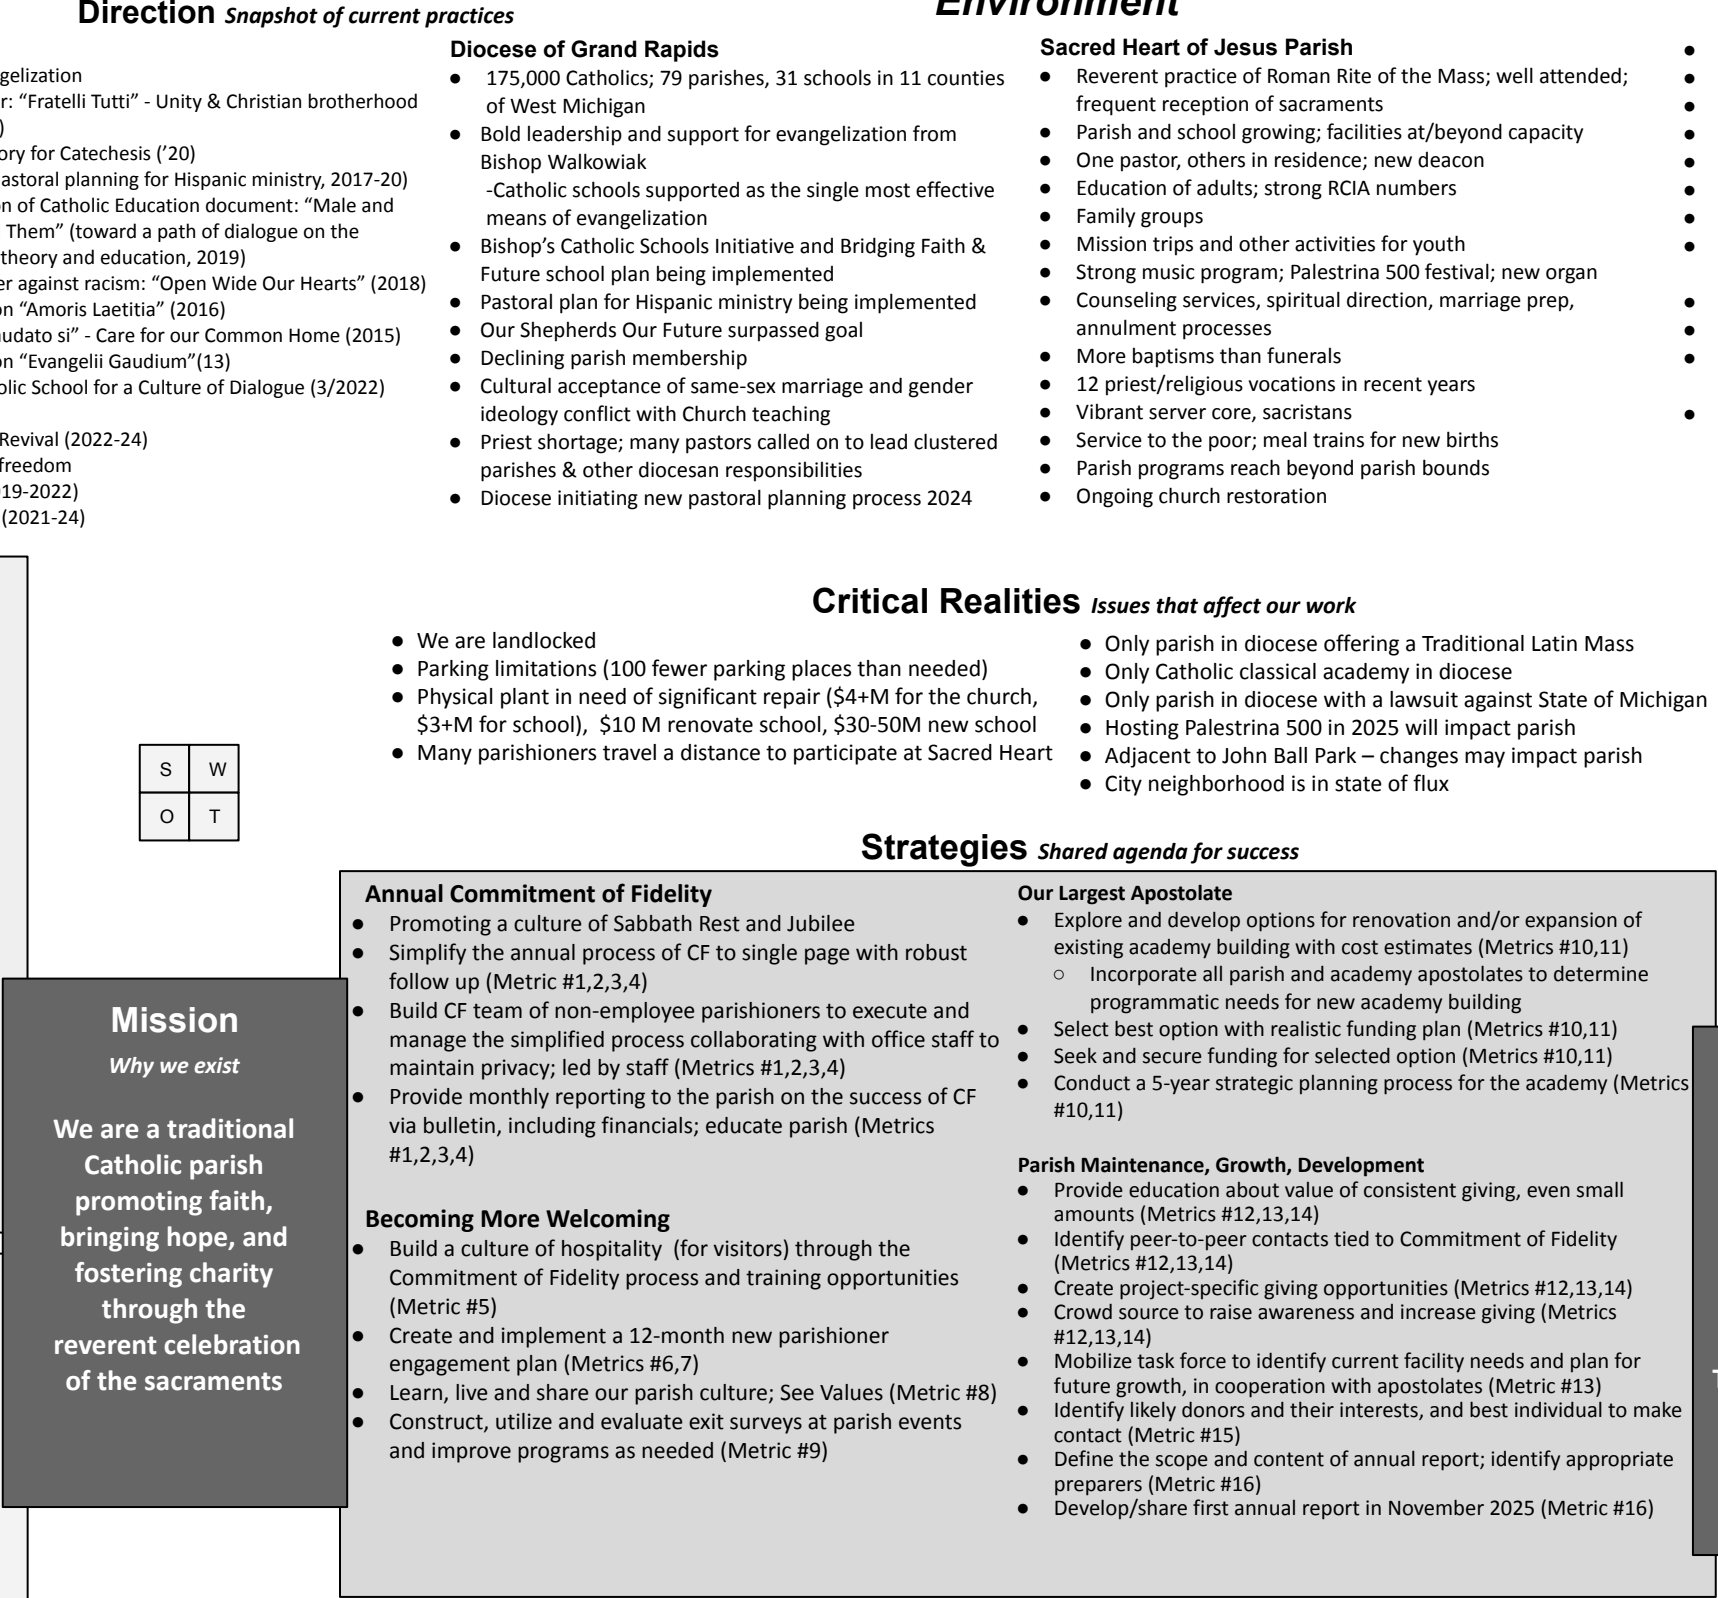 Direction Snapshot of current practices
Environment
gelization
r: “Fratelli Tutti” - Unity & Christian brotherhood
)
ory for Catechesis (’20)
astoral planning for Hispanic ministry, 2017-20)
n of Catholic Education document: “Male and
Them” (toward a path of dialogue on the
theory and education, 2019)
er against racism: “Open Wide Our Hearts” (2018)
on “Amoris Laetitia” (2016)
udato si” - Care for our Common Home (2015)
on “Evangelii Gaudium”(13)
olic School for a Culture of Dialogue (3/2022)
Revival (2022-24)
freedom
19-2022)
(2021-24)
Diocese of Grand Rapids
● 175,000 Catholics; 79 parishes, 31 schools in 11 counties
of West Michigan
● Bold leadership and support for evangelization from
Bishop Walkowiak
-Catholic schools supported as the single most effective
means of evangelization
● Bishop’s Catholic Schools Initiative and Bridging Faith &
Future school plan being implemented
● Pastoral plan for Hispanic ministry being implemented
● Our Shepherds Our Future surpassed goal
● Declining parish membership
● Cultural acceptance of same-sex marriage and gender
ideology conflict with Church teaching
● Priest shortage; many pastors called on to lead clustered
parishes & other diocesan responsibilities
● Diocese initiating new pastoral planning process 2024
Sacred Heart of Jesus Parish
● Reverent practice of Roman Rite of the Mass; well attended;
frequent reception of sacraments
● Parish and school growing; facilities at/beyond capacity
● One pastor, others in residence; new deacon
● Education of adults; strong RCIA numbers
● Family groups
● Mission trips and other activities for youth
● Strong music program; Palestrina 500 festival; new organ
● Counseling services, spiritual direction, marriage prep,
annulment processes
● More baptisms than funerals
● 12 priest/religious vocations in recent years
● Vibrant server core, sacristans
● Service to the poor; meal trains for new births
● Parish programs reach beyond parish bounds
● Ongoing church restoration
Critical Realities Issues that affect our work
● We are landlocked
● Parking limitations (100 fewer parking places than needed)
● Physical plant in need of significant repair ($4+M for the church,
$3+M for school), $10 M renovate school, $30-50M new school
● Many parishioners travel a distance to participate at Sacred Heart
● Only parish in diocese offering a Traditional Latin Mass
● Only Catholic classical academy in diocese
● Only parish in diocese with a lawsuit against State of Michigan
● Hosting Palestrina 500 in 2025 will impact parish
● Adjacent to John Ball Park – changes may impact parish
● City neighborhood is in state of flux
S W
O T
Strategies Shared agenda for success
Mission
Why we exist
We are a traditional
Catholic parish
promoting faith,
bringing hope, and
fostering charity
through the
reverent celebration
of the sacraments
Annual Commitment of Fidelity
● Promoting a culture of Sabbath Rest and Jubilee
● Simplify the annual process of CF to single page with robust
follow up (Metric #1,2,3,4)
● Build CF team of non-employee parishioners to execute and
manage the simplified process collaborating with office staff to
maintain privacy; led by staff (Metrics #1,2,3,4)
● Provide monthly reporting to the parish on the success of CF
via bulletin, including financials; educate parish (Metrics
#1,2,3,4)
Becoming More Welcoming
● Build a culture of hospitality (for visitors) through the
Commitment of Fidelity process and training opportunities
(Metric #5)
● Create and implement a 12-month new parishioner
engagement plan (Metrics #6,7)
● Learn, live and share our parish culture; See Values (Metric #8)
● Construct, utilize and evaluate exit surveys at parish events
and improve programs as needed (Metric #9)
Our Largest Apostolate
● Explore and develop options for renovation and/or expansion of
existing academy building with cost estimates (Metrics #10,11)
○ Incorporate all parish and academy apostolates to determine
programmatic needs for new academy building
● Select best option with realistic funding plan (Metrics #10,11)
● Seek and secure funding for selected option (Metrics #10,11)
● Conduct a 5-year strategic planning process for the academy (Metrics
#10,11)
Parish Maintenance, Growth, Development
● Provide education about value of consistent giving, even small
amounts (Metrics #12,13,14)
● Identify peer-to-peer contacts tied to Commitment of Fidelity
(Metrics #12,13,14)
● Create project-specific giving opportunities (Metrics #12,13,14)
● Crowd source to raise awareness and increase giving (Metrics
#12,13,14)
● Mobilize task force to identify current facility needs and plan for
future growth, in cooperation with apostolates (Metric #13)
● Identify likely donors and their interests, and best individual to make
contact (Metric #15)
● Define the scope and content of annual report; identify appropriate
preparers (Metric #16)
● Develop/share first annual report in November 2025 (Metric #16)